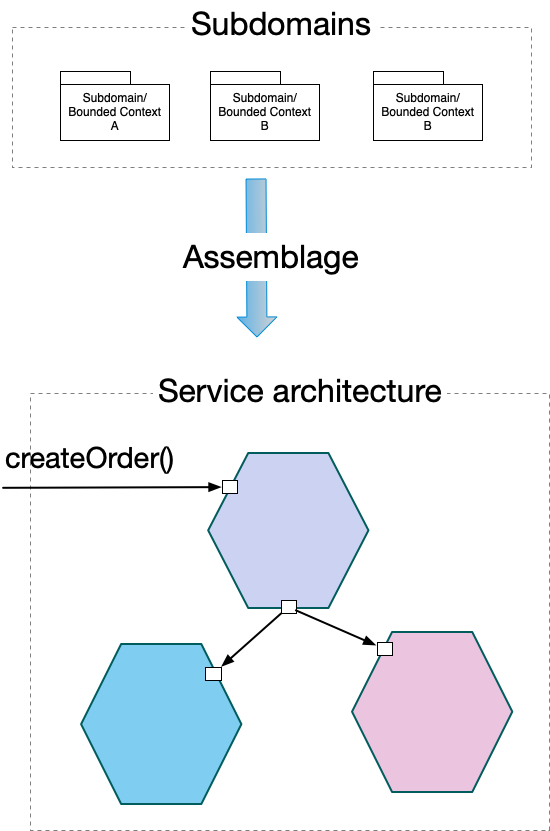 Subdomains
Subdomain/
Bounded Context
A
Subdomain/
Bounded Context
B
Subdomain/
Bounded Context
B
Assemblage
Service architecture
createOrder()